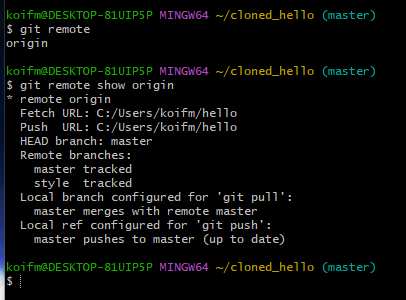 koifm@DESKTOP-81UIP5P MINGW64 ~/cloned_hello (master)
$ git remote
origin

koifm@DESKTOP-81UIP5P MINGW64 ~/cloned_hello (master)
$ git remote show origin
* remote origin
  Fetch URL: C:/Users/koifm/hello
  Push  URL: C:/Users/koifm/hello
  HEAD branch: master
  Remote branches:
    master tracked
    style  tracked
  Local branch configured for 'git pull':
    master merges with remote master
  Local ref configured for 'git push':
    master pushes to master (up to date)

koifm@DESKTOP-81UIP5P MINGW64 ~/cloned_hello (master)
$